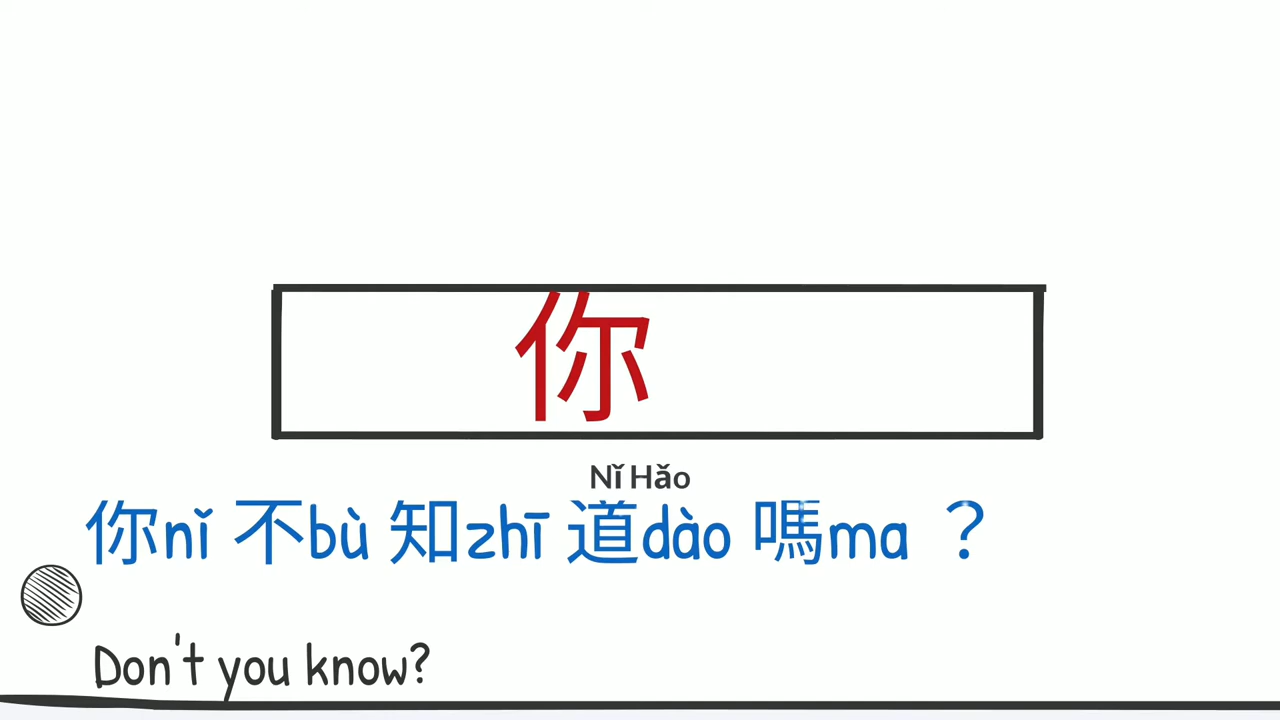 你
Nǐ Hǎo
你nǐ 不bù 知zhī 道dào 嗎ma ？
Don't you know?